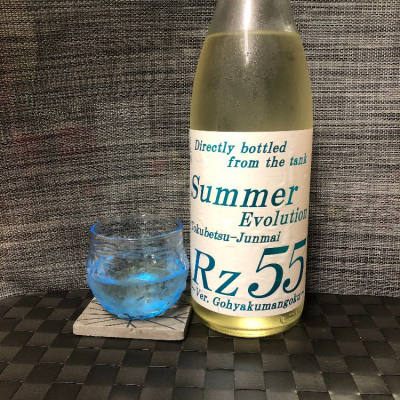 Directly bottled
from the tank
Summer
Evolution
Tokubetsu-Junmai
Rz55
-Ver. Gohyakumangoku-